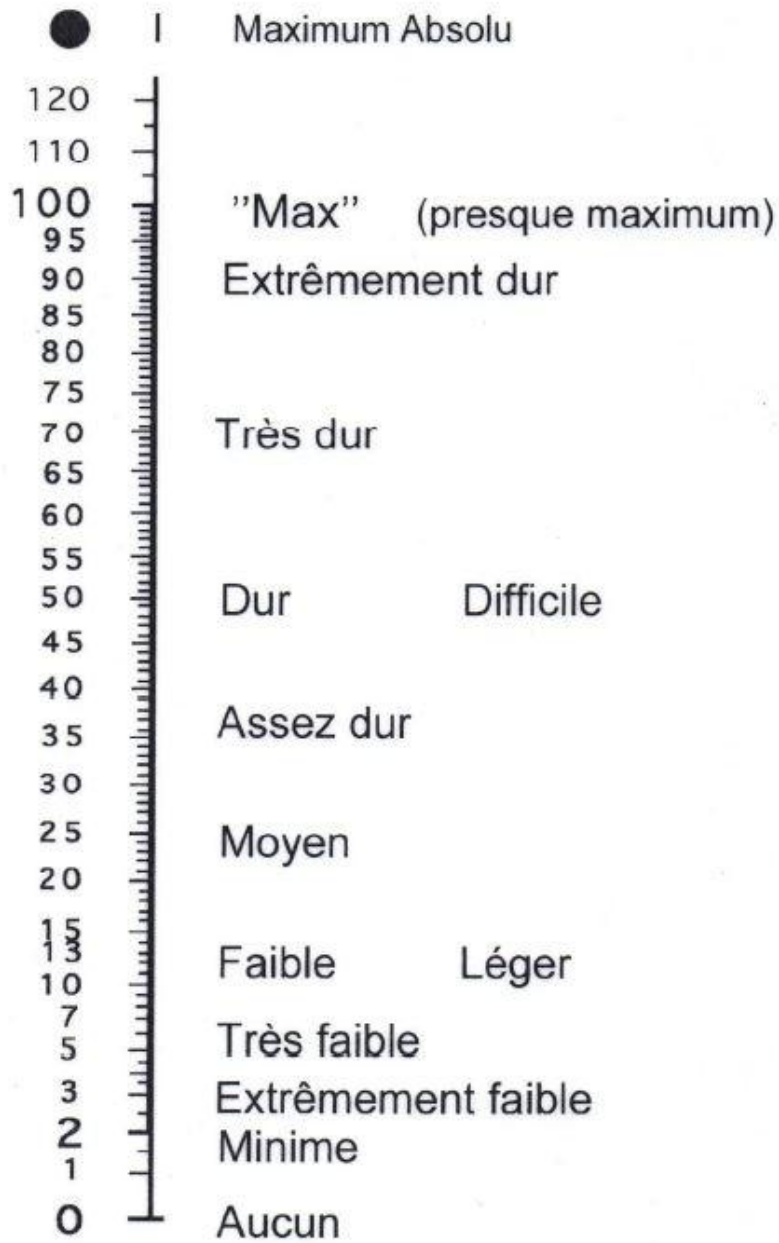 ● I Maximum Absolu
120
110
100 "Max" (presque maximum)
95
90 Extrêmement dur
85
80
75
70 Très dur
65
60
55
50 Dur Difficile
45
40
35 Assez dur
30
25 Moyen
20
15
13
10 Faible Léger
7
5 Très faible
3 Extrêmement faible
2 Minime
1
0 Aucun